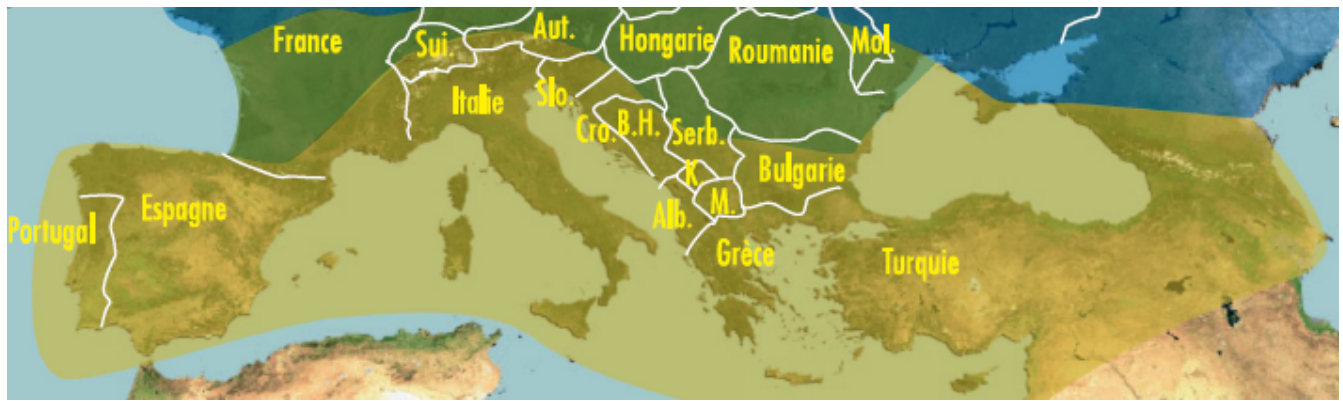 France
Sui.
Aut.
Hongarie
Roumanie
Mol.
Italie
Slo.
Cro.
B.H.
Serb.
K
Bulgarie
Portugal
Espagne
Alb.
M.
Grèce
Turquie